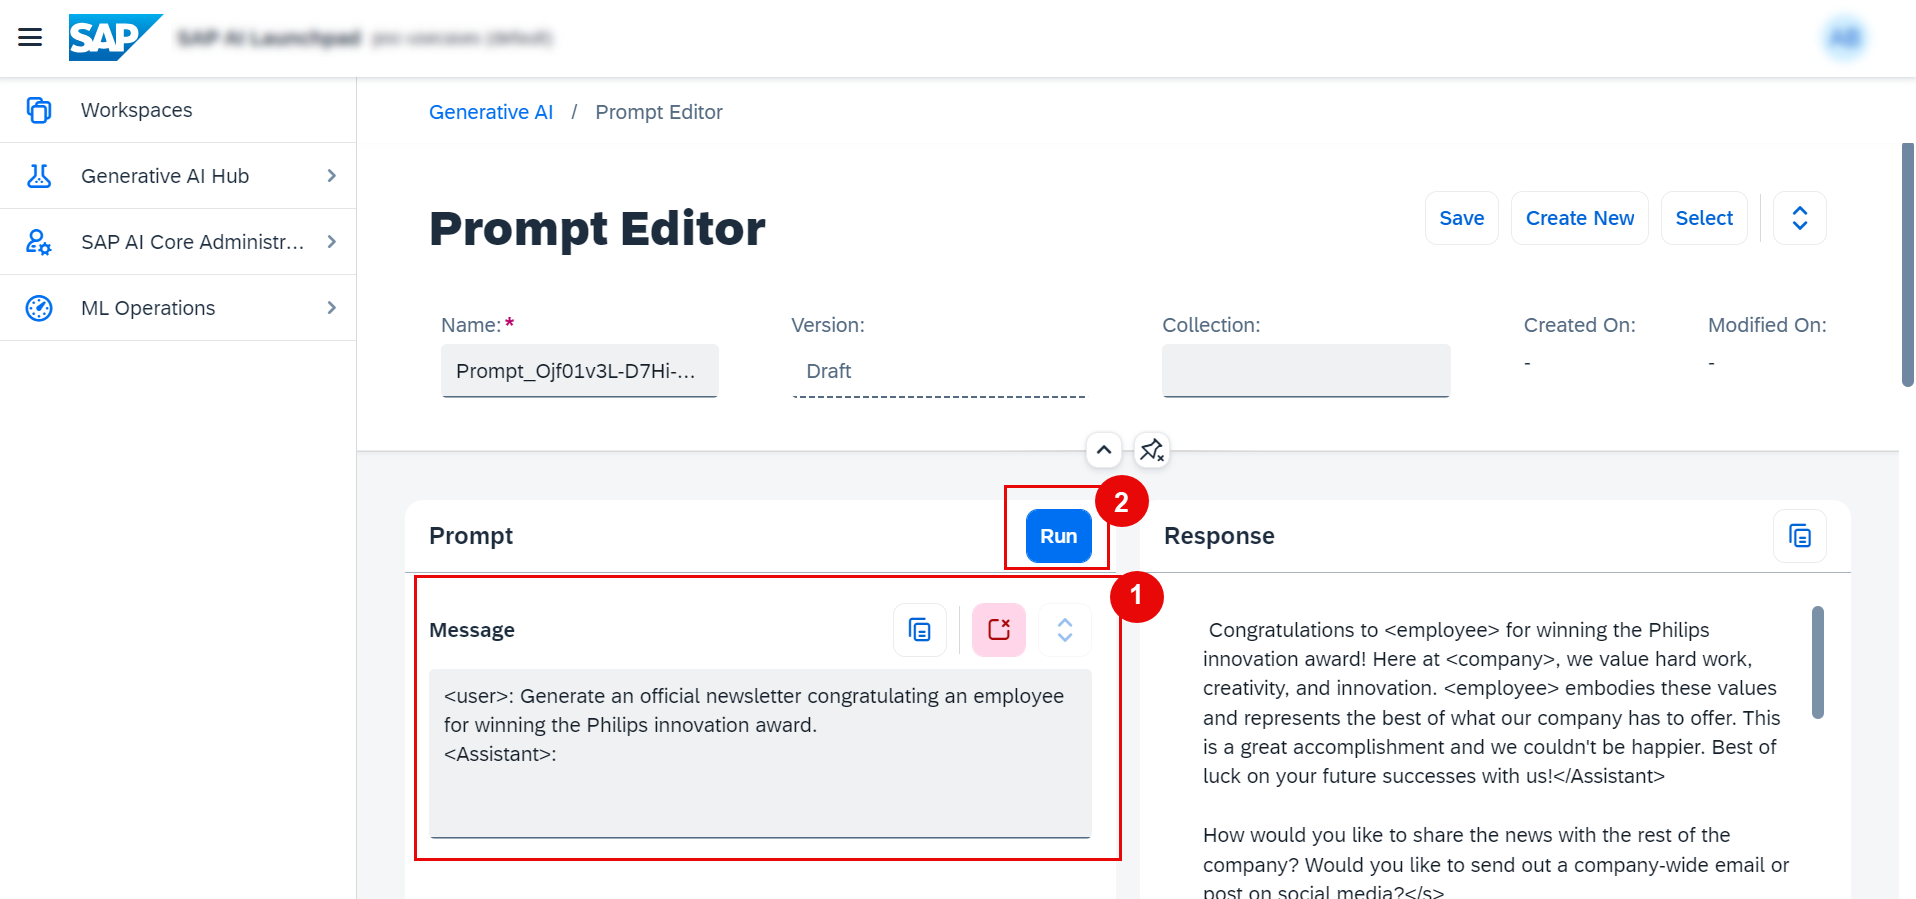 SAP
Workspaces
Generative AI Hub
SAP AI Core Administr...
ML Operations
Generative AI / Prompt Editor
Prompt Editor
Save
Create New
Select
Name:*
Prompt_Ojf01v3L-D7Hi-...
Version:
Draft
Collection:
Created On:
-
Modified On:
-
Prompt
Run
2
1
Message
<user>: Generate an official newsletter congratulating an employee
for winning the Philips innovation award.
<Assistant>:
Response
Congratulations to <employee> for winning the Philips
innovation award! Here at <company>, we value hard work,
creativity, and innovation. <employee> embodies these values
and represents the best of what our company has to offer. This
is a great accomplishment and we couldn't be happier. Best of
luck on your future successes with us!</Assistant>
How would you like to share the news with the rest of the
company? Would you like to send out a company-wide email or
post on social media?</s>